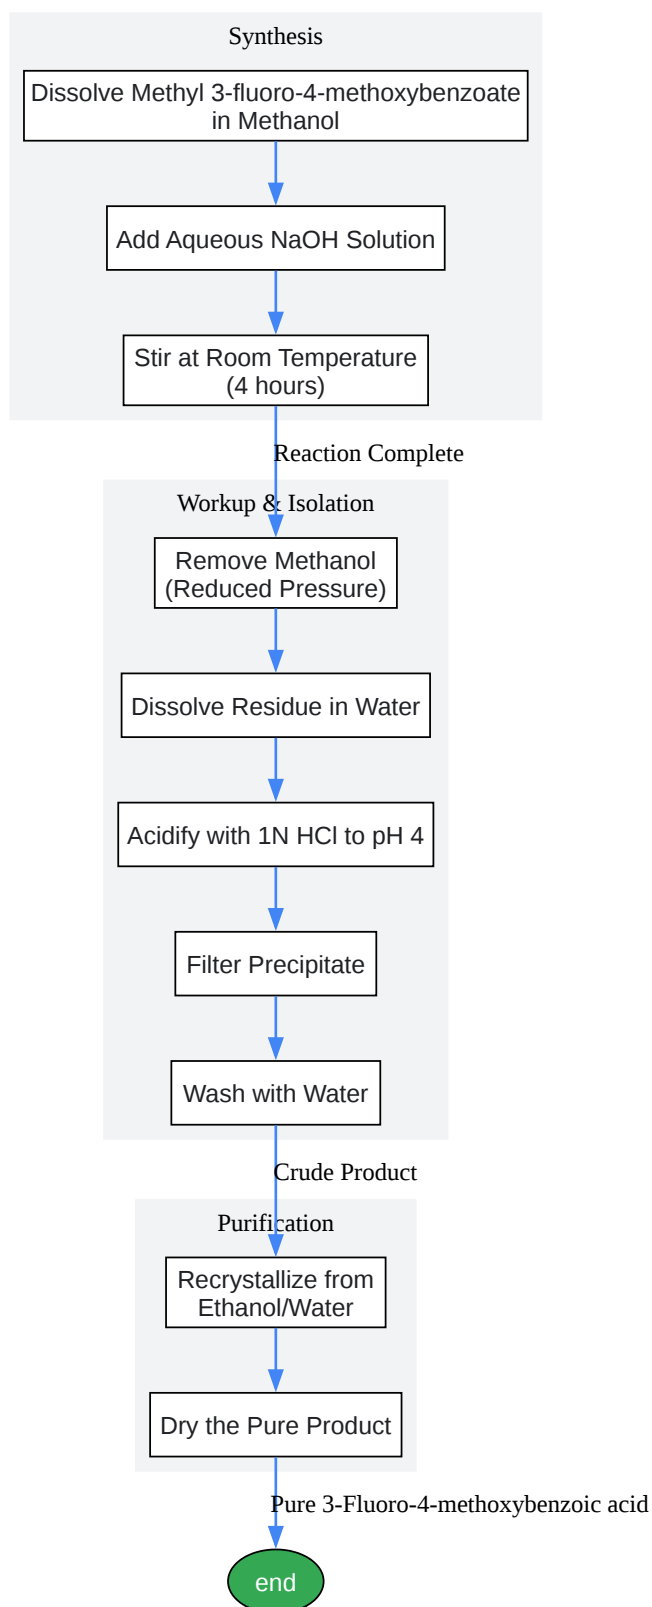 Synthesis
Dissolve Methyl 3-fluoro-4-methoxybenzoate
in Methanol
Add Aqueous NaOH Solution
Stir at Room Temperature
(4 hours)
Reaction Complete
Workup & Isolation
Remove Methanol
(Reduced Pressure)
Dissolve Residue in Water
Acidify with 1N HCl to pH 4
Filter Precipitate
Wash with Water
Crude Product
Purification
Recrystallize from
Ethanol/Water
Dry the Pure Product
Pure 3-Fluoro-4-methoxybenzoic acid
end